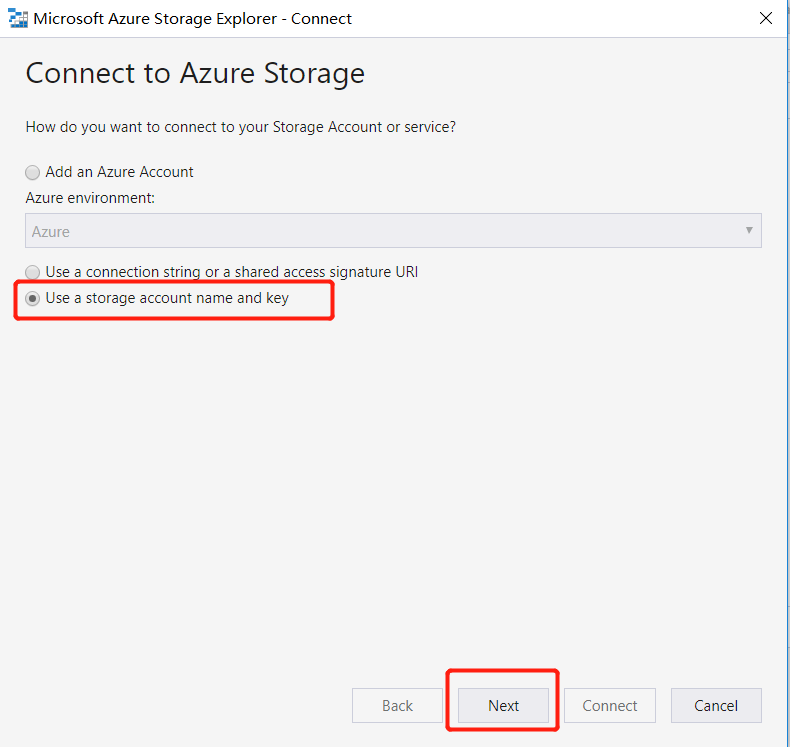 Microsoft Azure Storage Explorer - Connect
Connect to Azure Storage
How do you want to connect to your Storage Account or service?
Add an Azure Account
Azure environment:
Azure
Use a connection string or a shared access signature URI
Use a storage account name and key
Back Next Connect Cancel